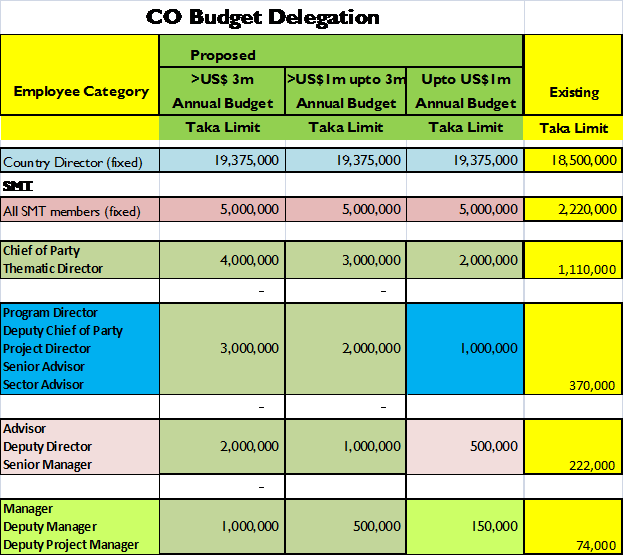 CO Budget Delegation
Proposed
Employee Category >US$ 3m Annual Budget >US$1m upto 3m Annual Budget Upto US$1m Annual Budget Existing
Taka Limit Taka Limit Taka Limit Taka Limit
Country Director (fixed) 19,375,000 19,375,000 19,375,000 18,500,000
SMT
All SMT members (fixed) 5,000,000 5,000,000 5,000,000 2,220,000
Chief of Party
Thematic Director
4,000,000 3,000,000 2,000,000 1,110,000
- -
Program Director
Deputy Chief of Party
Project Director
Senior Advisor
Sector Advisor
3,000,000 2,000,000 1,000,000 370,000
- -
Advisor
Deputy Director
Senior Manager
2,000,000 1,000,000 500,000 222,000
-
Manager
Deputy Manager
Deputy Project Manager
1,000,000 500,000 150,000 74,000